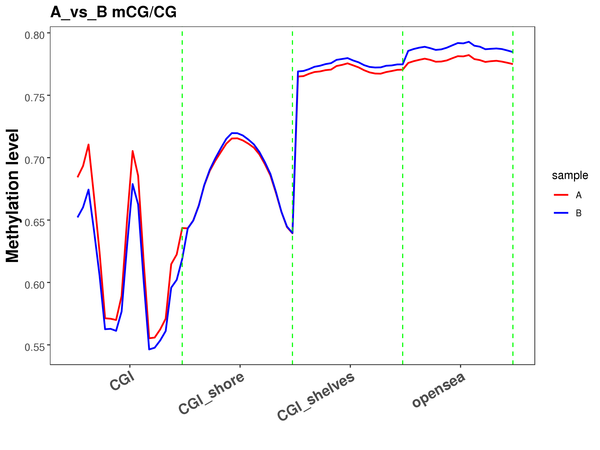 A_vs_B mCG/CG
Methylation level
0.80
0.75
0.70
0.65
0.60
0.55
CGI
CGI_shore
CGI_shelves
opensea
sample
A
B